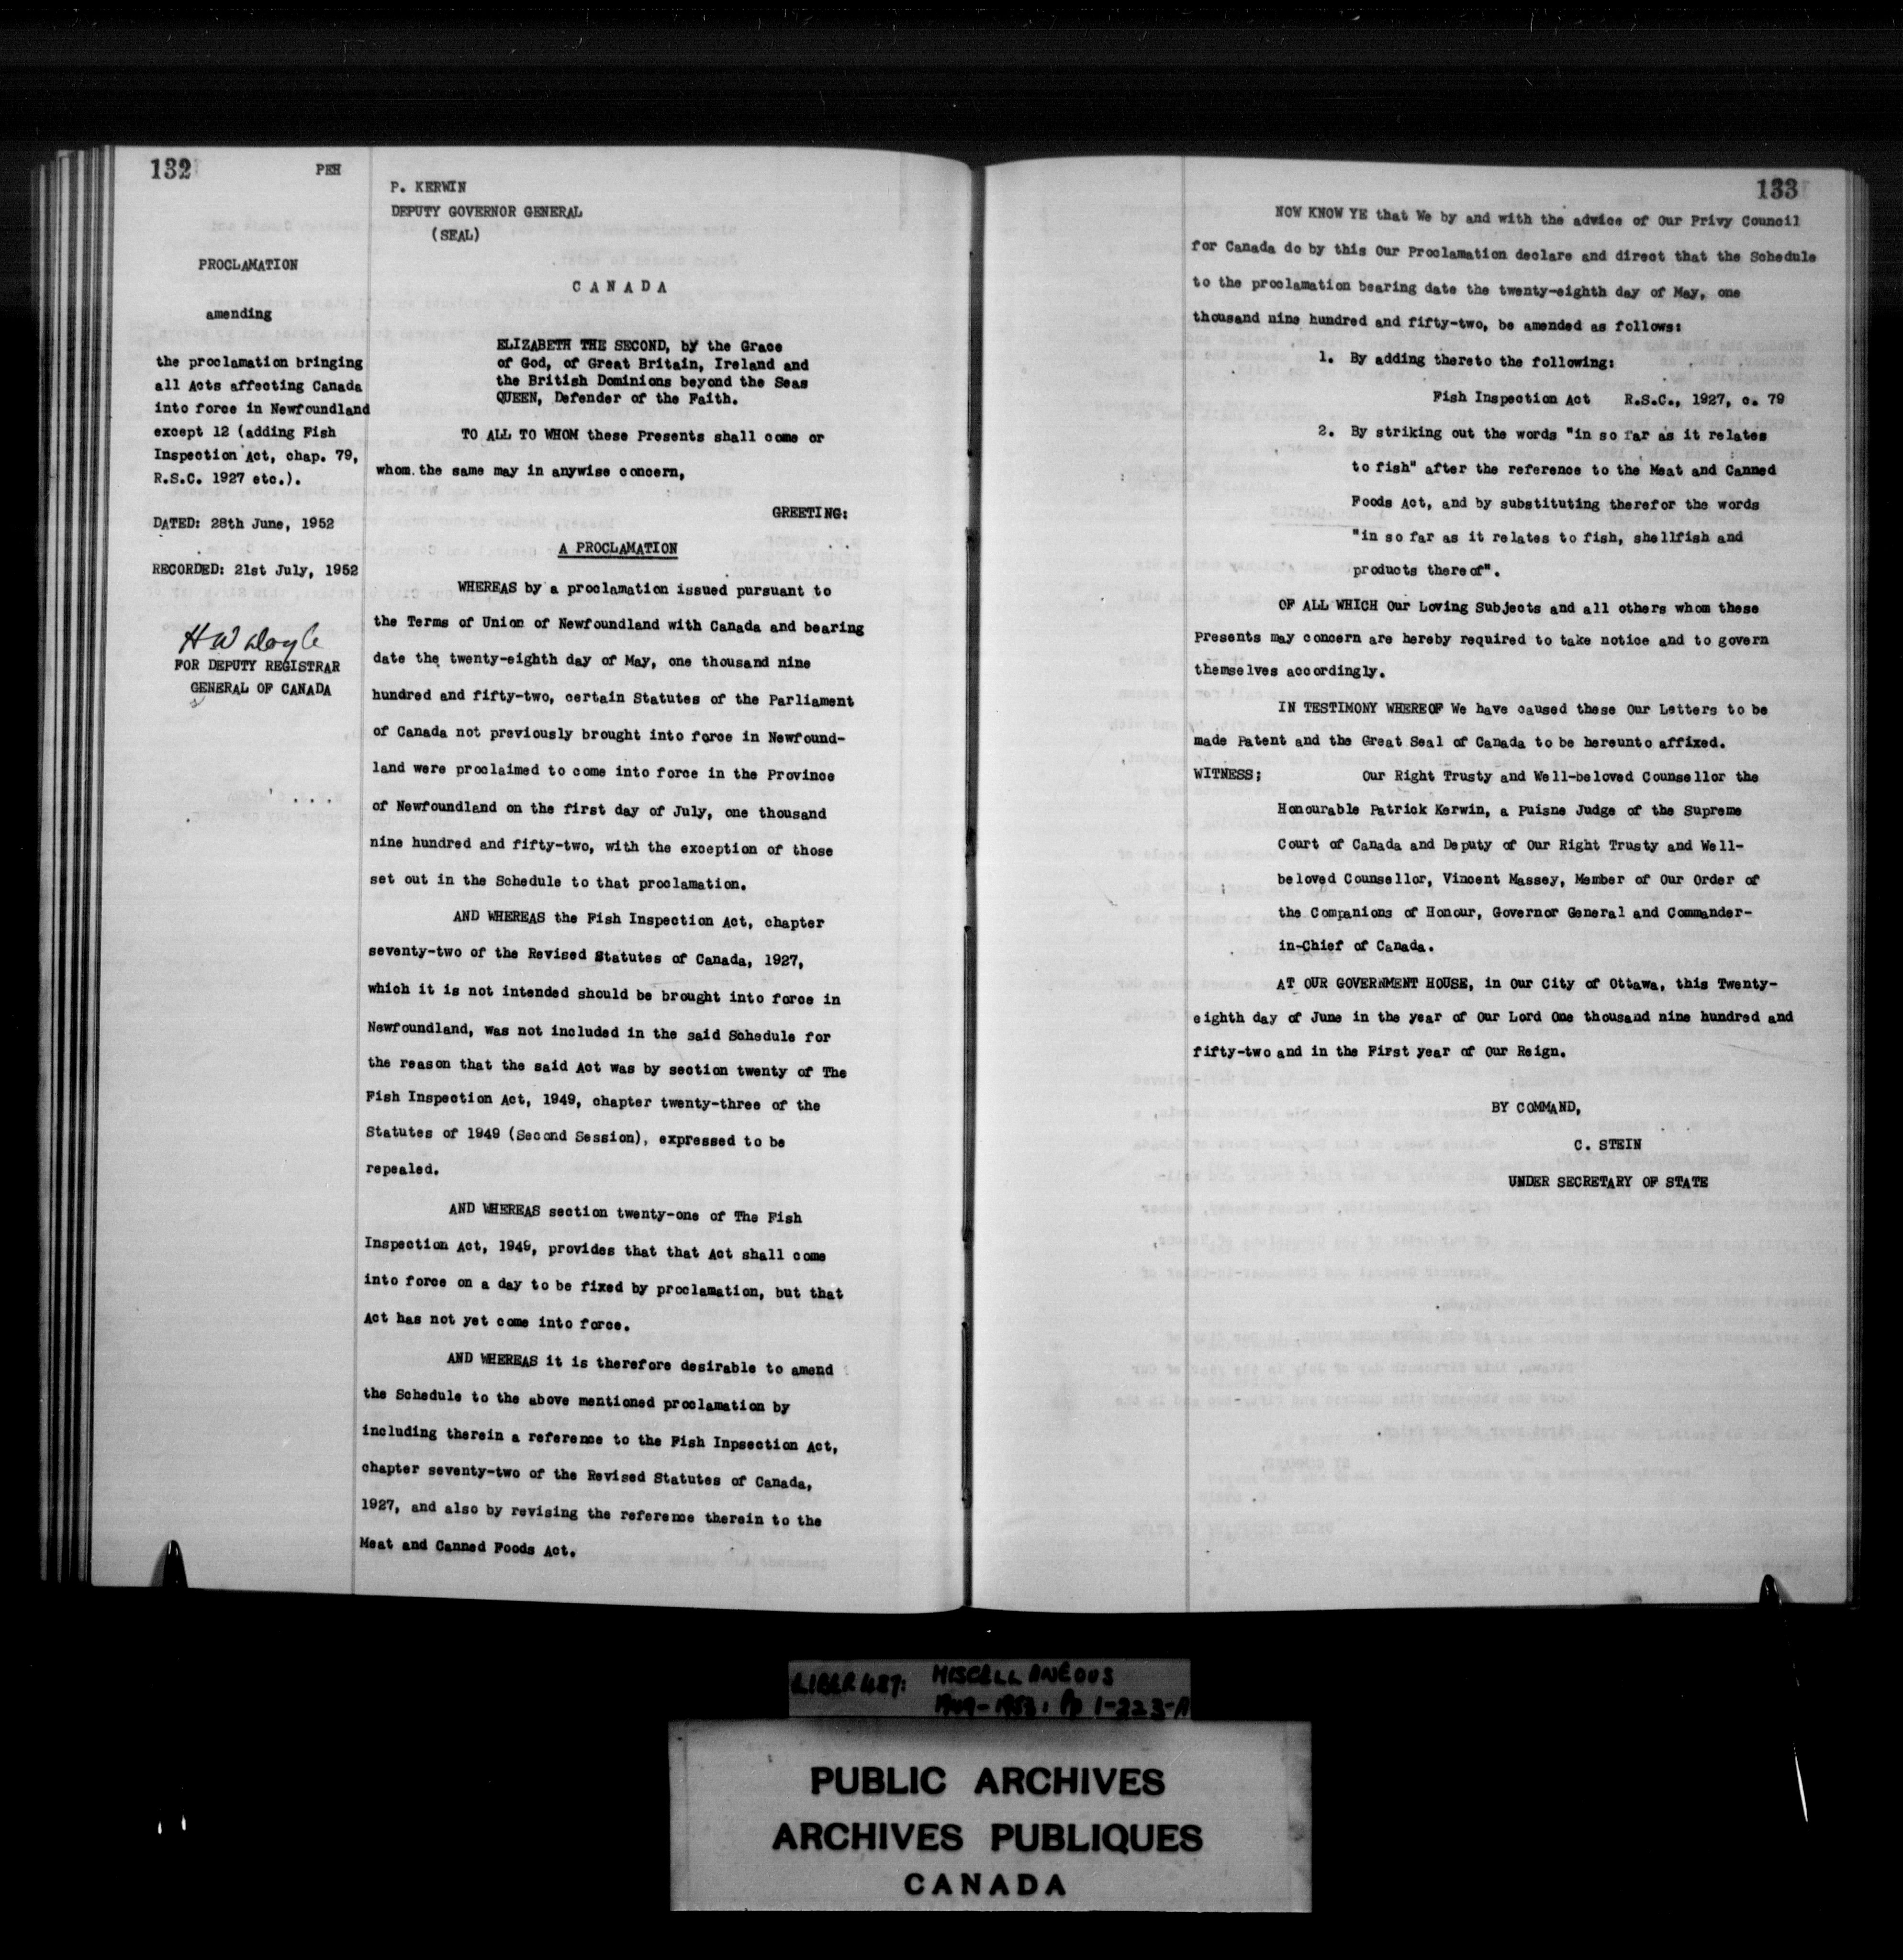 132
PEH
PROCLAMATION
amending
the proclamation bringing
all Acts affecting Canada
into force in Newfoundland
except 12 (adding Fish
Inspection Act, chap. 79,
R.S.C. 1927 etc.).
DATED: 28th June, 1952
RECORDED: 21st July, 1952
H W Doyle
FOR DEPUTY REGISTRAR
GENERAL OF CANADA
P. KERWIN
DEPUTY GOVERNOR GENERAL
(SEAL)
C A N A D A
ELIZABETH THE SECOND, by the Grace
of God, of Great Britain, Ireland and
the British Dominions beyond the Seas
QUEEN, Defender of the Faith.
TO ALL TO WHOM these Presents shall come or
whom the same may in anywise concern,
GREETING:
A PROCLAMATION
WHEREAS by a proclamation issued pursuant to
the Terms of Union of Newfoundland with Canada and bearing
date the twenty-eighth day of May, one thousand nine
hundred and fifty-two, certain Statutes of the Parliament
of Canada not previously brought into force in Newfound-
land were proclaimed to come into force in the Province
of Newfoundland on the first day of July, one thousand
nine hundred and fifty-two, with the exception of those
set out in the Schedule to that proclamation.
AND WHEREAS the Fish Inspection Act, chapter
seventy-two of the Revised Statutes of Canada, 1927,
which it is not intended should be brought into force in
Newfoundland, was not included in the said Schedule for
the reason that the said Act was by section twenty of The
Fish Inspection Act, 1949, chapter twenty-three of the
Statutes of 1949 (Second Session), expressed to be
repealed.
AND WHEREAS section twenty-one of The Fish
Inspection Act, 1949, provides that that Act shall come
into force on a day to be fixed by proclamation, but that
Act has not yet come into force.
AND WHEREAS it is therefore desirable to amend
the Schedule to the above mentioned proclamation by
including therein a reference to the Fish Inpsection Act,
chapter seventy-two of the Revised Statutes of Canada,
1927, and also by revising the reference therein to the
Meat and Canned Foods Act.
133
NOW KNOW YE that We by and with the advice of Our Privy Council
for Canada do by this Our Proclamation declare and direct that the Schedule
to the proclamation bearing date the twenty-eighth day of May, one
thousand nine hundred and fifty-two, be amended as follows:
1. By adding thereto the following:
Fish Inspection Act R.S.C., 1927, c. 79
2. By striking out the words "in so far as it relates
to fish" after the reference to the Meat and Canned
Foods Act, and by substituting therefor the words
"in so far as it relates to fish, shellfish and
products thereof".
OF ALL WHICH Our Loving Subjects and all others whom these
Presents may concern are hereby required to take notice and to govern
themselves accordingly.
IN TESTIMONY WHEREOF We have caused these Our Letters to be
made Patent and the Great Seal of Canada to be hereunto affixed.
WITNESS; Our Right Trusty and Well-beloved Counsellor the
Honourable Patrick Kerwin, a Puisne Judge of the Supreme
Court of Canada and Deputy of Our Right Trusty and Well-
beloved Counsellor, Vincent Massey, Member of Our Order of
the Companions of Honour, Governor General and Commander-
in-Chief of Canada.
AT OUR GOVERNMENT HOUSE, in Our City of Ottawa, this Twenty-
eighth day of June in the year of Our Lord One thousand nine hundred and
fifty-two and in the First year of Our Reign.
BY COMMAND,
C. STEIN
UNDER SECRETARY OF STATE
LIBER 489: MISCELLANEOUS
1949-1953, Pp 1-223-A
PUBLIC ARCHIVES
ARCHIVES PUBLIQUES
CANADA